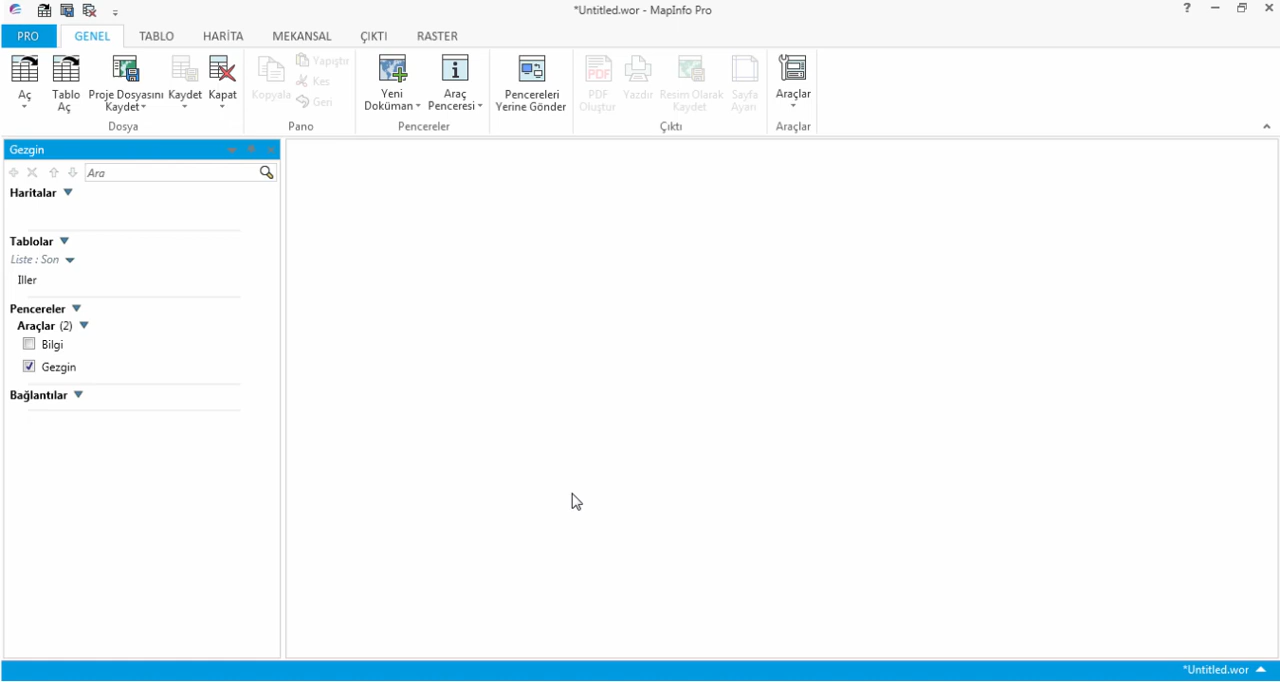 *Untitled.wor - MapInfo Pro
?
PRO GENEL TABLO HARİTA MEKANSAL ÇIKTI RASTER
Aç
Tablo
Aç
Proje Dosyasını
Kaydet
Kaydet
Kapat
Dosya
Kopyala
Yapıştır
Kes
Geri
Pano
Yeni
Doküman
Araç
Penceresi
Pencereler
Pencereleri
Yerine Gönder
PDF
PDF
Oluştur
Yazdır
Resim Olarak
Kaydet
Sayfa
Ayarı
Çıktı
Araçlar
Araçlar
Gezgin
Ara
Haritalar
Tablolar
Liste : Son
Iller
Pencereler
Araçlar (2)
Bilgi
Gezgin
Bağlantılar
*Untitled.wor